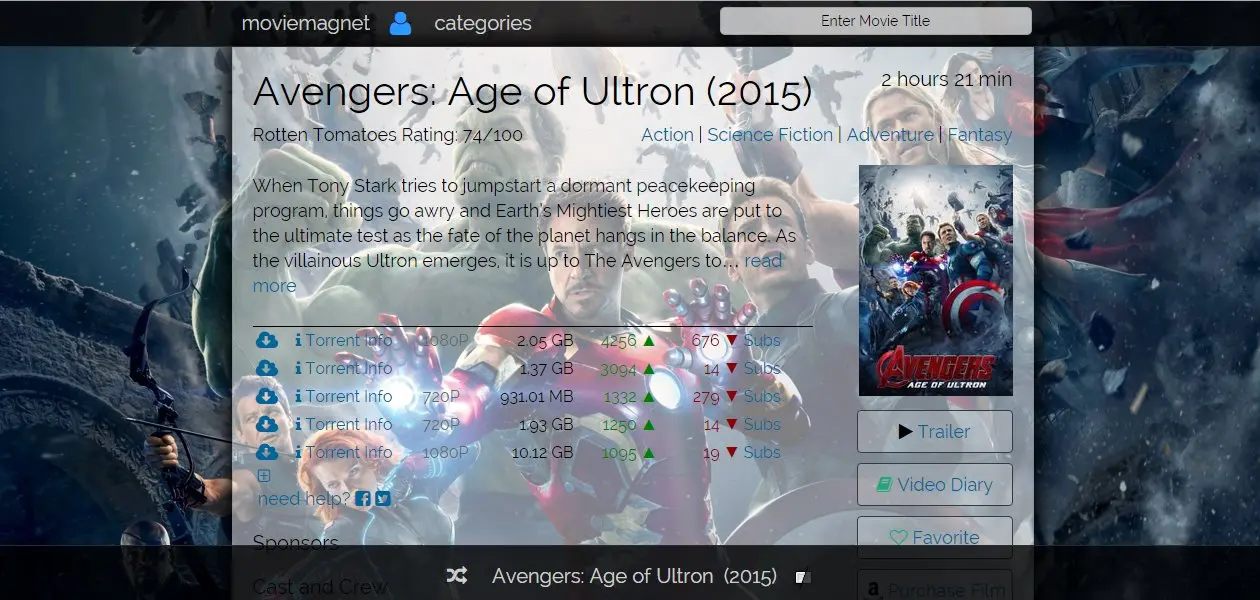 moviemagnet categories Enter Movie Title
Avengers: Age of Ultron (2015) 2 hours 21 min
Rotten Tomatoes Rating: 74/100 Action | Science Fiction | Adventure | Fantasy
When Tony Stark tries to jumpstart a dormant peacekeeping
program, things go awry and Earth's Mightiest Heroes are put to
the ultimate test as the fate of the planet hangs in the balance. As
the villainous Ultron emerges, it is up to The Avengers to... read
more
AVENGERS
AGE OF ULTRON
Torrent Info 1080P 2.05 GB 4256 ▲ 676 ▼ Subs
Torrent Info 1.37 GB 3094 ▲ 14 ▼ Subs
Torrent Info 720P 931.01 MB 1332 ▲ 279 ▼ Subs
Torrent Info 720P 1.93 GB 1250 ▲ 14 ▼ Subs
Torrent Info 1080P 10.12 GB 1095 ▲ 19 ▼ Subs
need help?
Trailer
Video Diary
Favorite
Purchase Film
Sponsors
Cast and Crew
Avengers: Age of Ultron (2015)